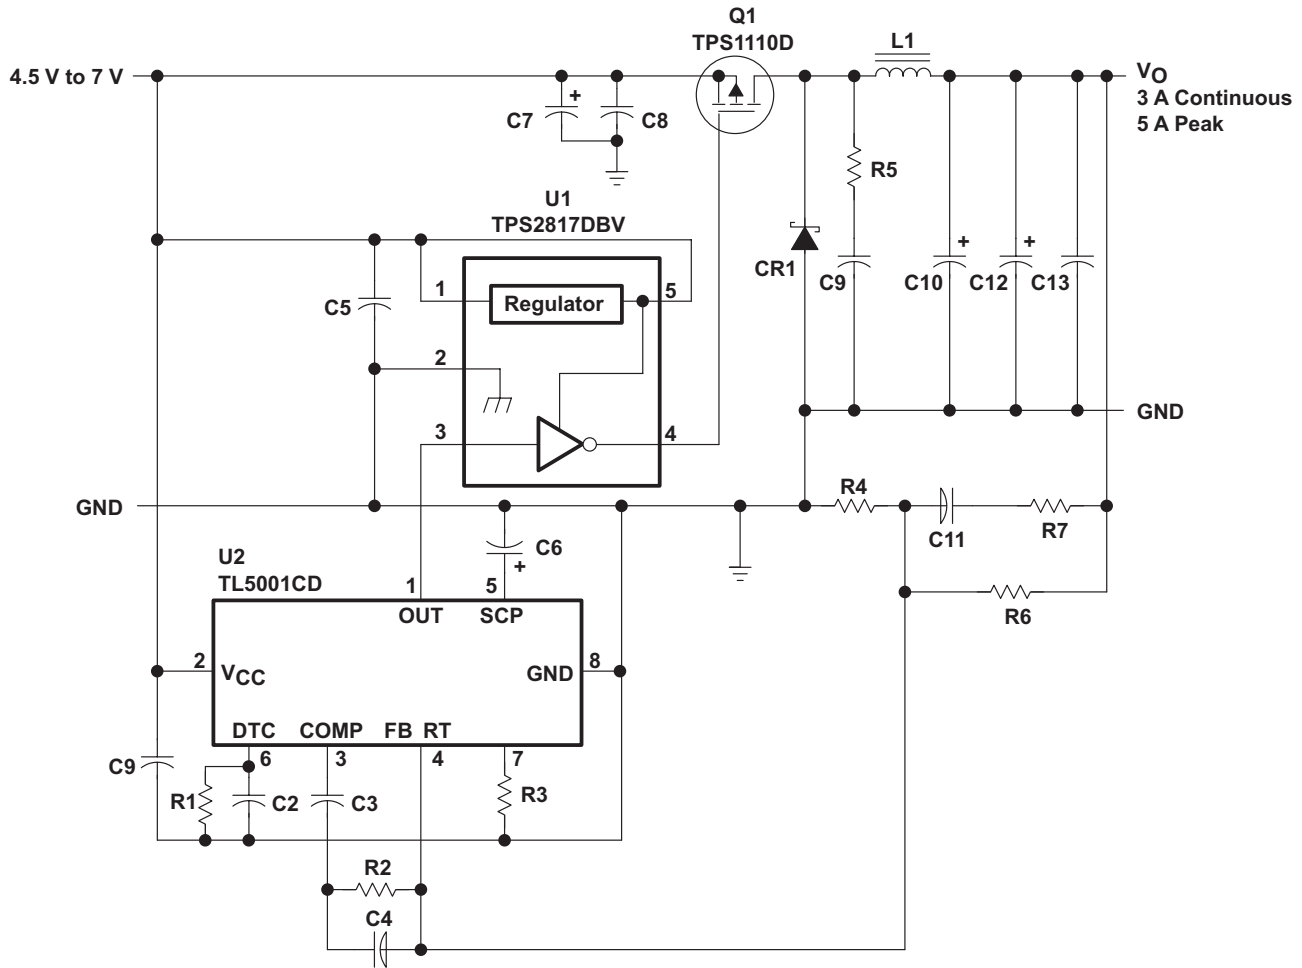 Q1
TPS1110D
L1
4.5 V to 7 V
VO
3 A Continuous
5 A Peak
+
C7
C8
R5
U1
TPS2817DBV
CR1
C9
+
C10
+
C12
C13
C5
1
Regulator
5
2
3
4
GND
GND
R4
C11
R7
R6
C6
+
U2
TL5001CD
1
5
OUT
SCP
2
VCC
GND
8
DTC
COMP
FB
RT
6
3
4
7
C9
R1
C2
C3
R3
R2
C4